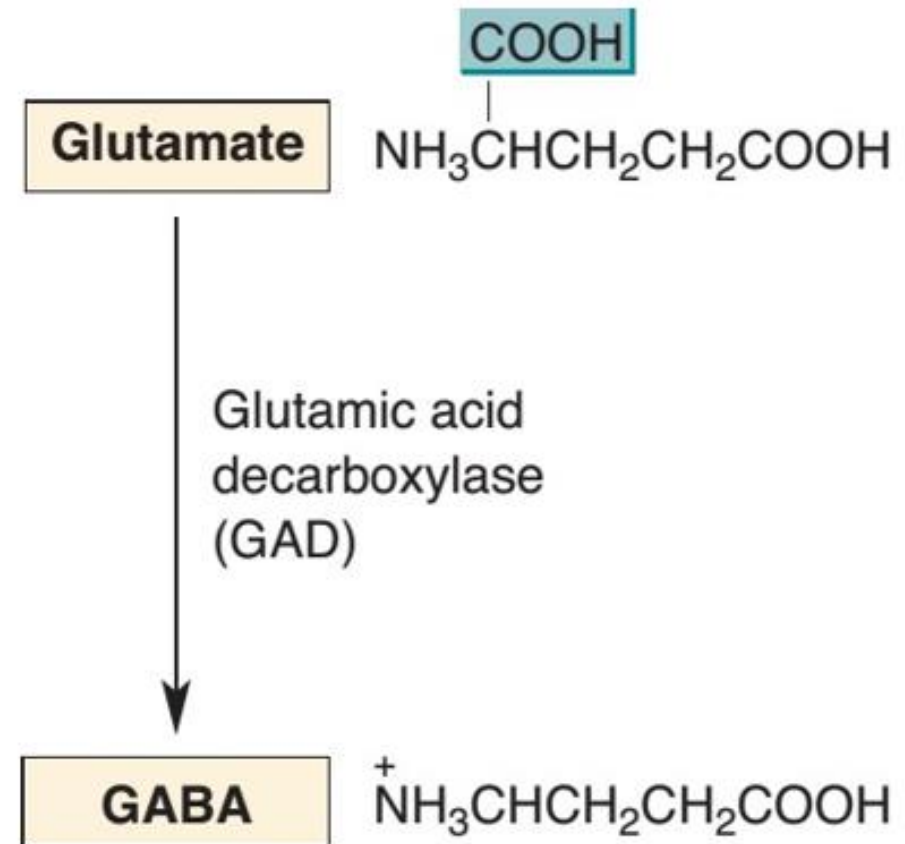 COOH
Glutamate NH₃CHCH₂CH₂COOH
Glutamic acid
decarboxylase
(GAD)
+
GABA NH₃CHCH₂CH₂COOH